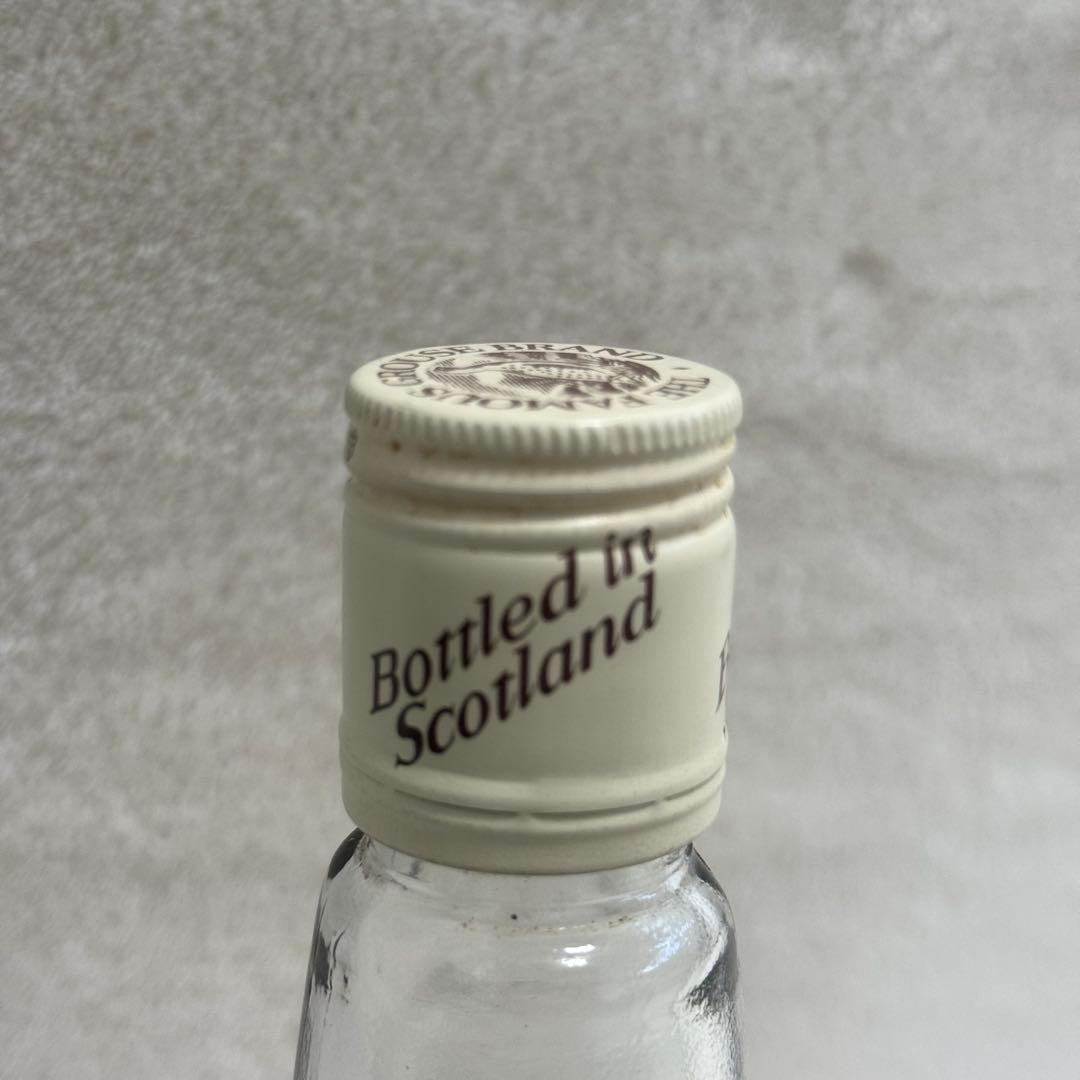 THE FAMOUS GROUSE BRAND
Bottled in
Scotland